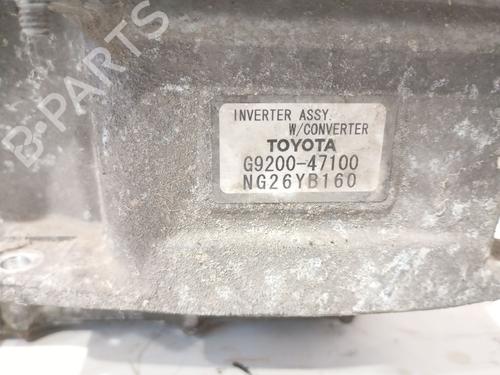 B-PARTS
INVERTER ASSY.
W/CONVERTER
TOYOTA
G9200-47100
NG26YB160